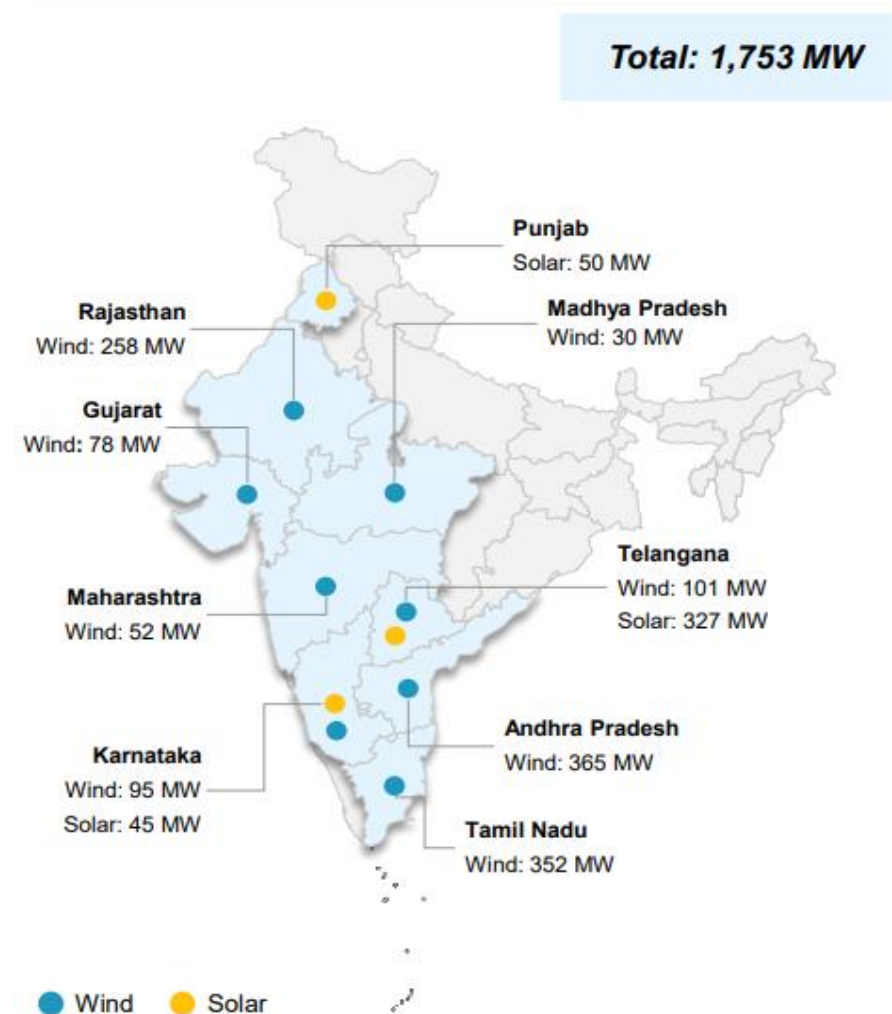 Total: 1,753 MW
Punjab
Solar: 50 MW
Rajasthan
Wind: 258 MW
Madhya Pradesh
Wind: 30 MW
Gujarat
Wind: 78 MW
Telangana
Wind: 101 MW
Solar: 327 MW
Maharashtra
Wind: 52 MW
Andhra Pradesh
Wind: 365 MW
Karnataka
Wind: 95 MW
Solar: 45 MW
Tamil Nadu
Wind: 352 MW
Wind
Solar